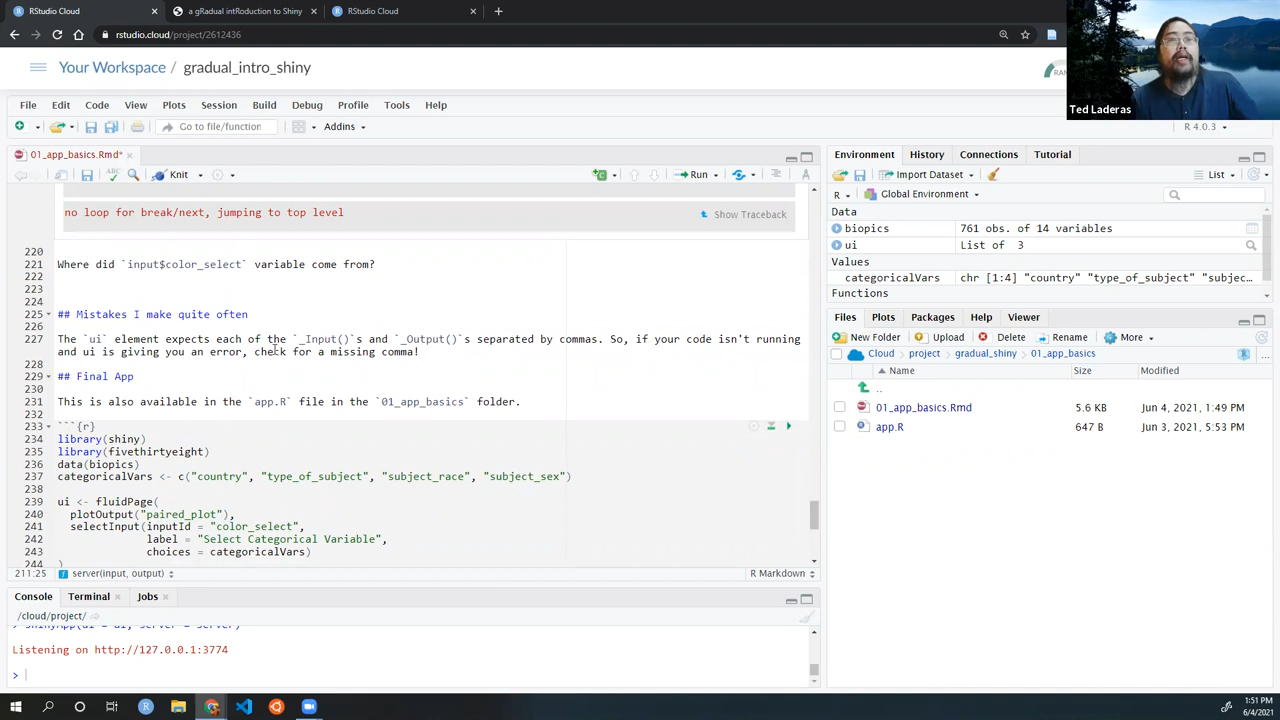 RStudio Cloud
a gRadual intRoduction to Shiny
RStudio Cloud
rstudio.cloud/project/2612436
Your Workspace / gradual_intro_shiny
RAM
Ted Laderas
File Edit Code View Plots Session Build Debug Profile Tools Help
Go to file/function
Addins
R 4.0.3
01_app_basics.Rmd*
Knit
Run
no loop for break/next, jumping to top level
Show Traceback
220
221 Where did `input$color_select` variable come from?
222
223
224
225 ## Mistakes I make quite often
226
227 The `ui` element expects each of the `_Input()`s and `_Output()`s separated by commas. So, if your code isn't running
and ui is giving you an error, check for a missing comma!
228
229 ## Final App
230
231 This is also available in the `app.R` file in the `01_app_basics` folder.
232
233 ```{r}
234 library(shiny)
235 library(fivethirtyeight)
236 data(biopics)
237 categoricalVars <- c("country", "type_of_subject", "subject_race", "subject_sex")
238
239 ui <- fluidPage(
240 plotOutput("paired_plot"),
241 selectInput(inputId = "color_select",
242 label = "Select Categorical Variable",
243 choices = categoricalVars)
244 )
211:25 server(input, output) R Markdown
Console Terminal Jobs
/cloud/project/
> shinyApp(ui = ui, server = server)
Listening on http://127.0.0.1:3774
>
Environment History Connections Tutorial
Import Dataset
List
R Global Environment
Data
biopics 761 obs. of 14 variables
ui List of 3
Values
categoricalVars chr [1:4] "country" "type_of_subject" "subjec…
Functions
Files Plots Packages Help Viewer
New Folder Upload Delete Rename More
Cloud project gradual_intro_shiny 01_app_basics
Name Size Modified
..
01_app_basics.Rmd 5.6 KB Jun 4, 2021, 1:49 PM
app.R 647 B Jun 3, 2021, 5:53 PM
1:51 PM
6/4/2021